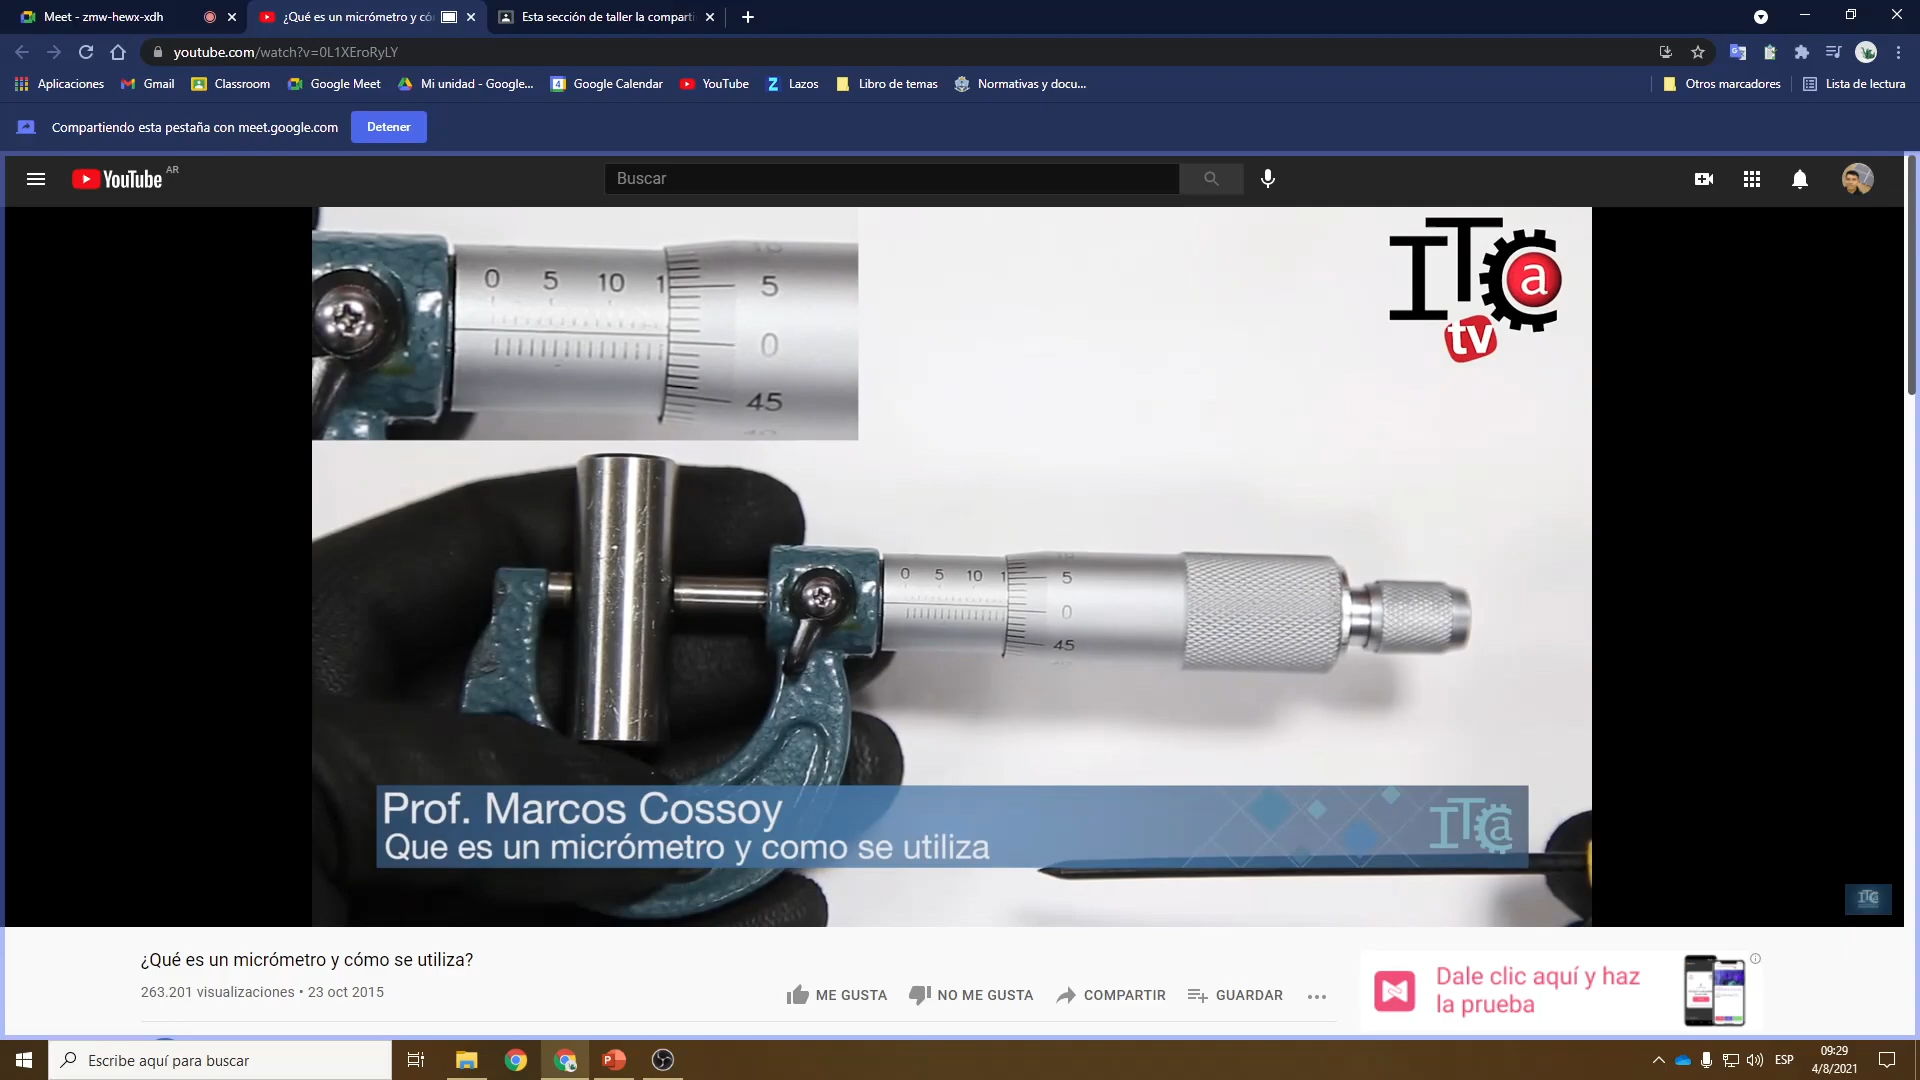 Meet - zmw-hewx-xdh
¿Qué es un micrómetro y có
Esta sección de taller la comparti
youtube.com/watch?v=0L1XEroRyLY
Aplicaciones
Gmail
Classroom
Google Meet
Mi unidad - Google...
4
Google Calendar
YouTube
Z
Lazos
Libro de temas
Normativas y docu...
Otros marcadores
Lista de lectura
Compartiendo esta pestaña con meet.google.com
Detener
YouTube AR
Buscar
0 5 10 1
5
0
45
ITCa
tv
0 5 10 1
5
0
45
Prof. Marcos Cossoy
Que es un micrómetro y como se utiliza
ITCa
ITC
¿Qué es un micrómetro y cómo se utiliza?
263.201 visualizaciones • 23 oct 2015
ME GUSTA
NO ME GUSTA
COMPARTIR
GUARDAR
Dale clic aquí y haz
la prueba
Escribe aquí para buscar
ESP
09:29
4/8/2021